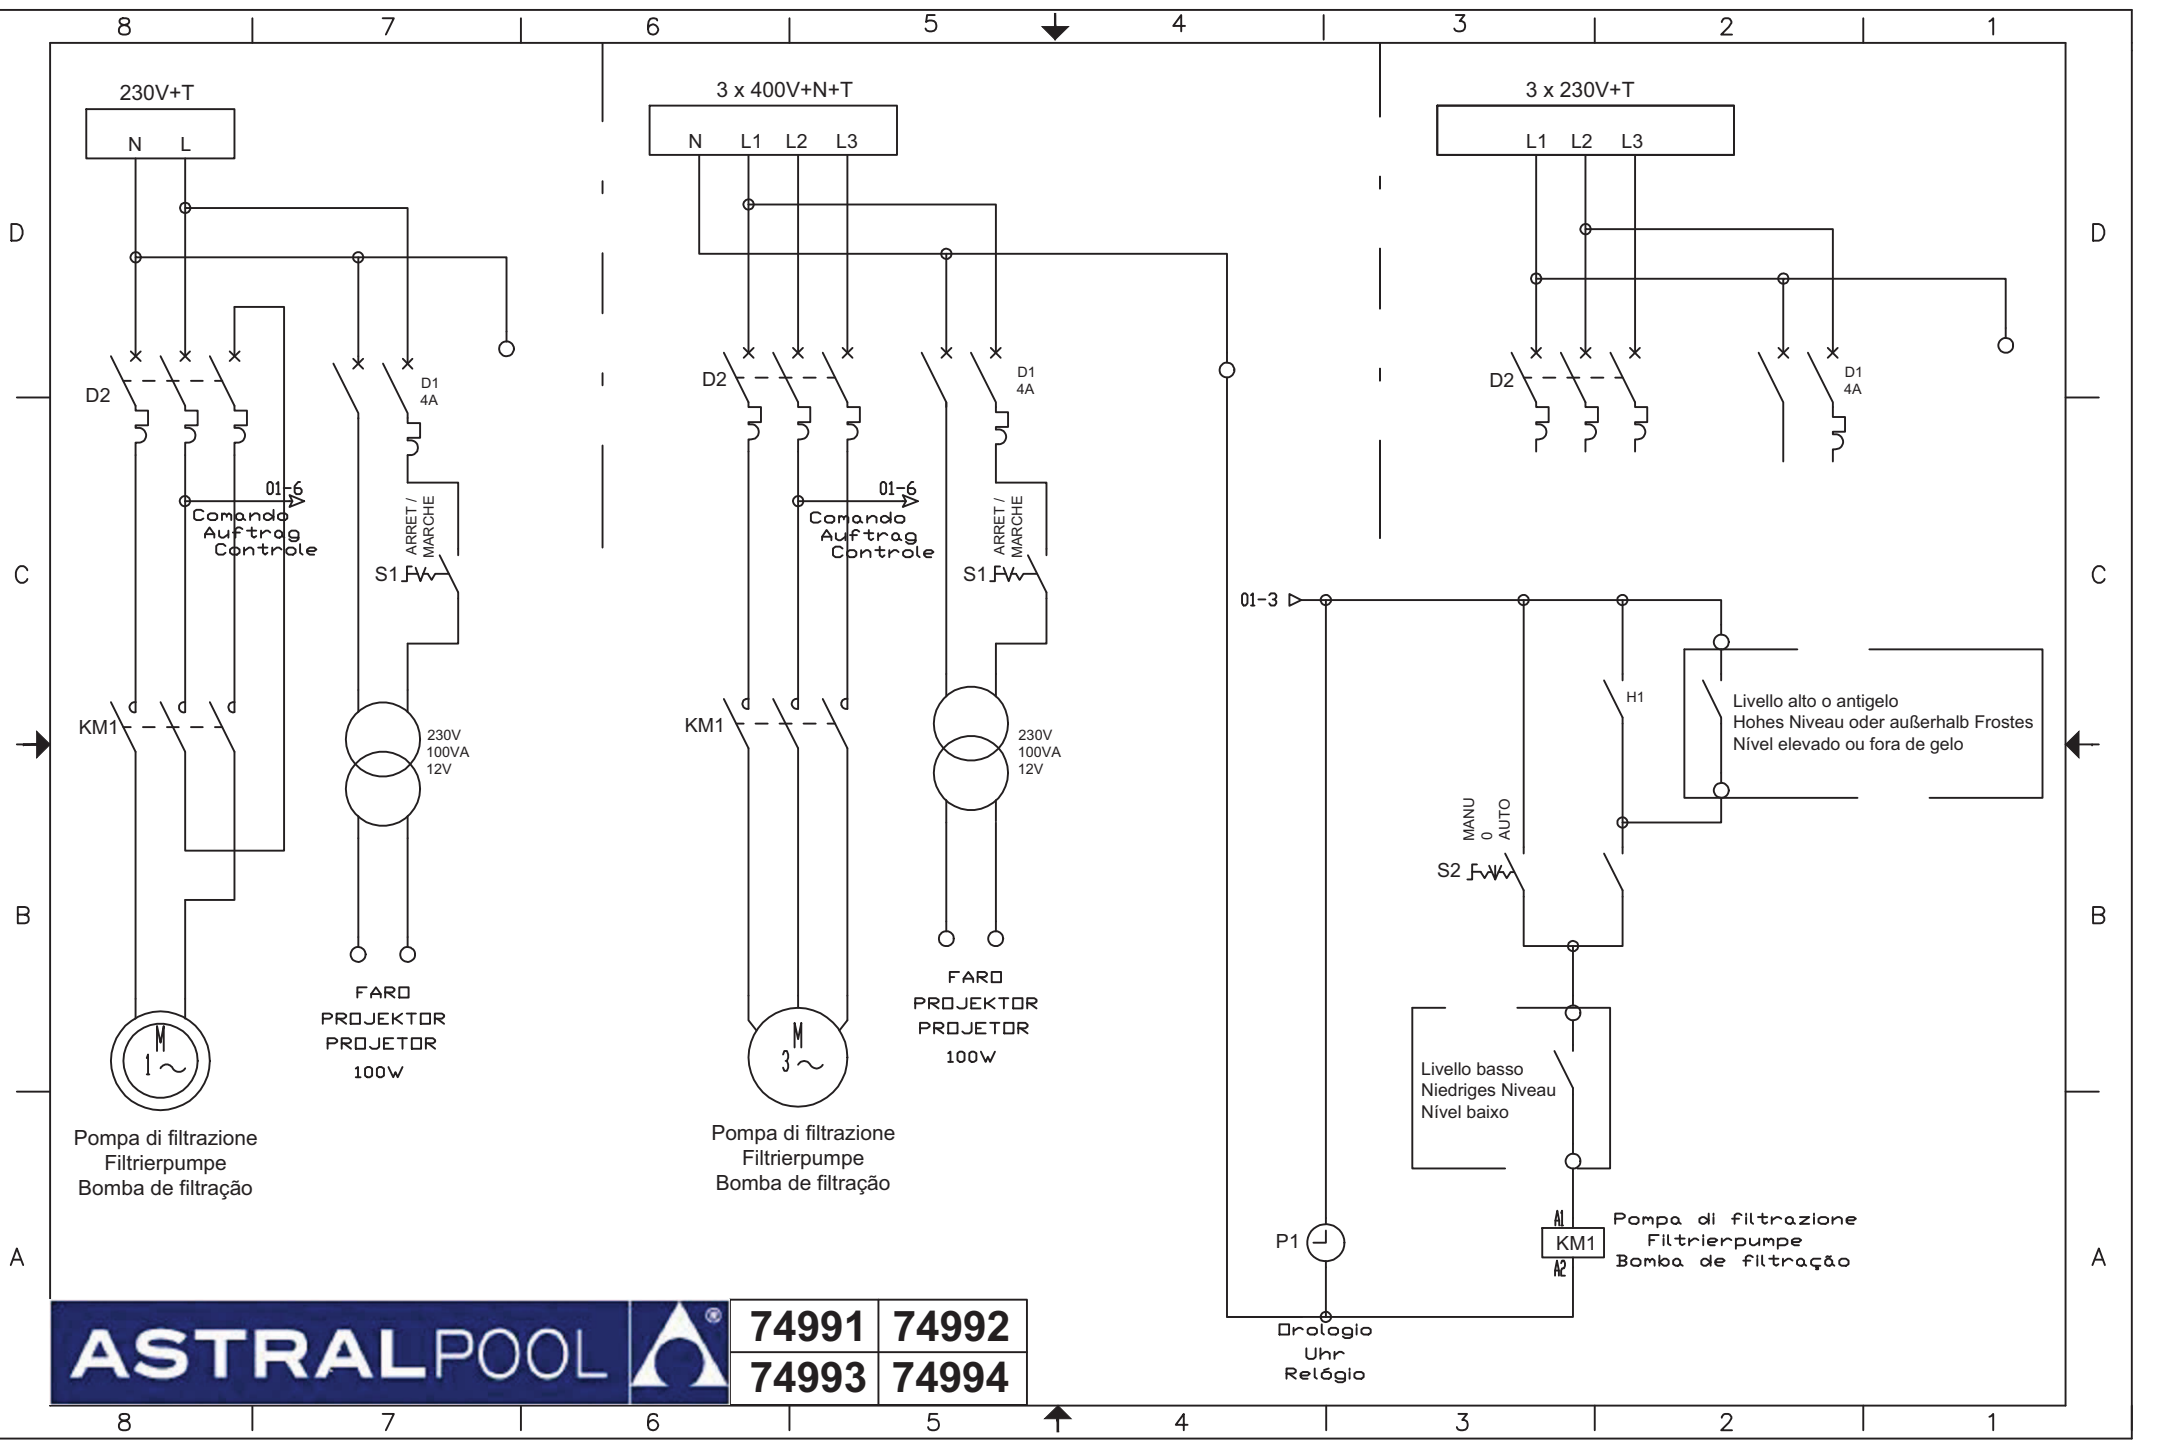 8 7 6 5 4 3 2 1
230V+T
N L
D
D2
D1
4A
01-6
Comando
Auftrag
Controle
ARRET /
MARCHE
S1
C
KM1
230V
100VA
12V
B
FARO
PROJEKTOR
PROJETOR
100W
M
1~
Pompa di filtrazione
Filtrierpumpe
Bomba de filtração
A
3 x 400V+N+T
N L1 L2 L3
D2
D1
4A
01-6
Comando
Auftrag
Controle
ARRET /
MARCHE
S1
KM1
230V
100VA
12V
FARO
PROJEKTOR
PROJETOR
100W
M
3~
Pompa di filtrazione
Filtrierpumpe
Bomba de filtração
3 x 230V+T
L1 L2 L3
D
D2
D1
4A
C
01-3
H1
Livello alto o antigelo
Hohes Niveau oder außerhalb Frostes
Nível elevado ou fora de gelo
MANU
0
AUTO
S2
B
Livello basso
Niedriges Niveau
Nível baixo
P1
A1
KM1
A2
Pompa di filtrazione
Filtrierpumpe
Bomba de filtração
A
Orologio
Uhr
Relógio
ASTRALPOOL ®
74991 74992
74993 74994
8 7 6 5 4 3 2 1